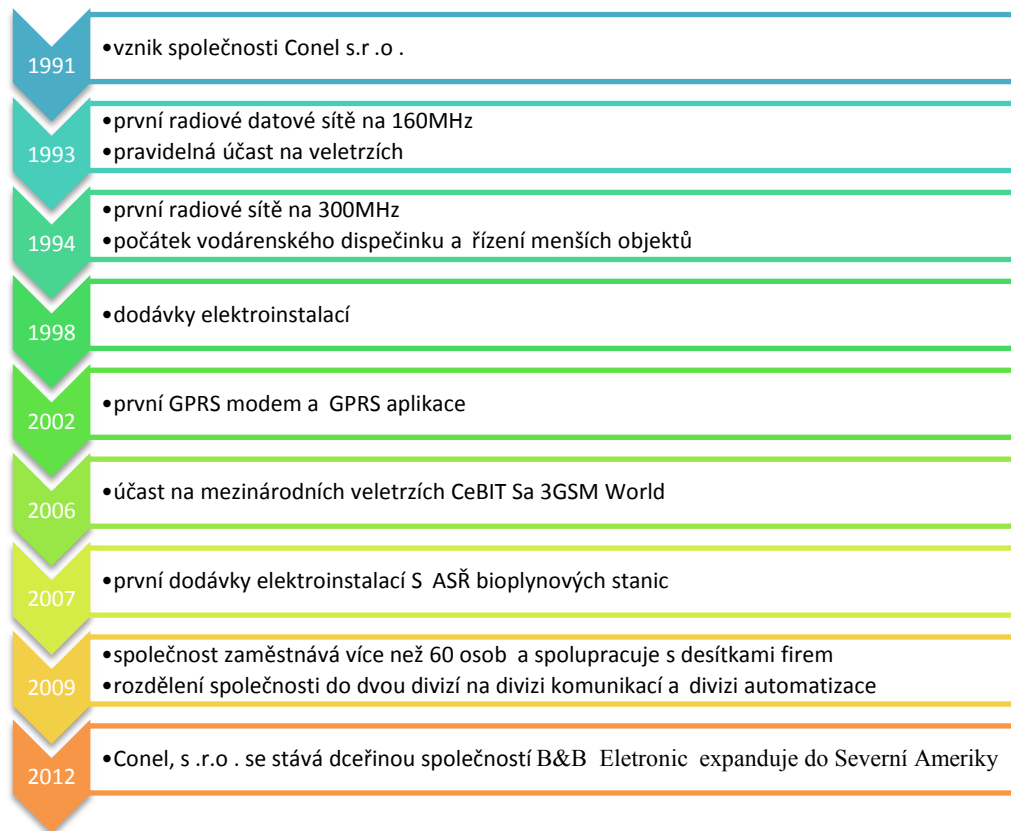 1991
•vznik společnosti Conel s.r .o .
1993
•první radiové datové sítě na 160MHz
•pravidelná účast na veletrzích
1994
•první radiové sítě na 300MHz
•počátek vodárenského dispečinku a řízení menších objektů
1998
•dodávky elektroinstalací
2002
•první GPRS modem a GPRS aplikace
2006
•účast na mezinárodních veletrzích CeBIT Sa 3GSM World
2007
•první dodávky elektroinstalací S ASŘ bioplynových stanic
2009
•společnost zaměstnává více než 60 osob a spolupracuje s desítkami firem
•rozdělení společnosti do dvou divizí na divizi komunikací a divizi automatizace
2012
•Conel, s .r.o . se stává dceřinou společností B&B Eletronic expanduje do Severní Ameriky